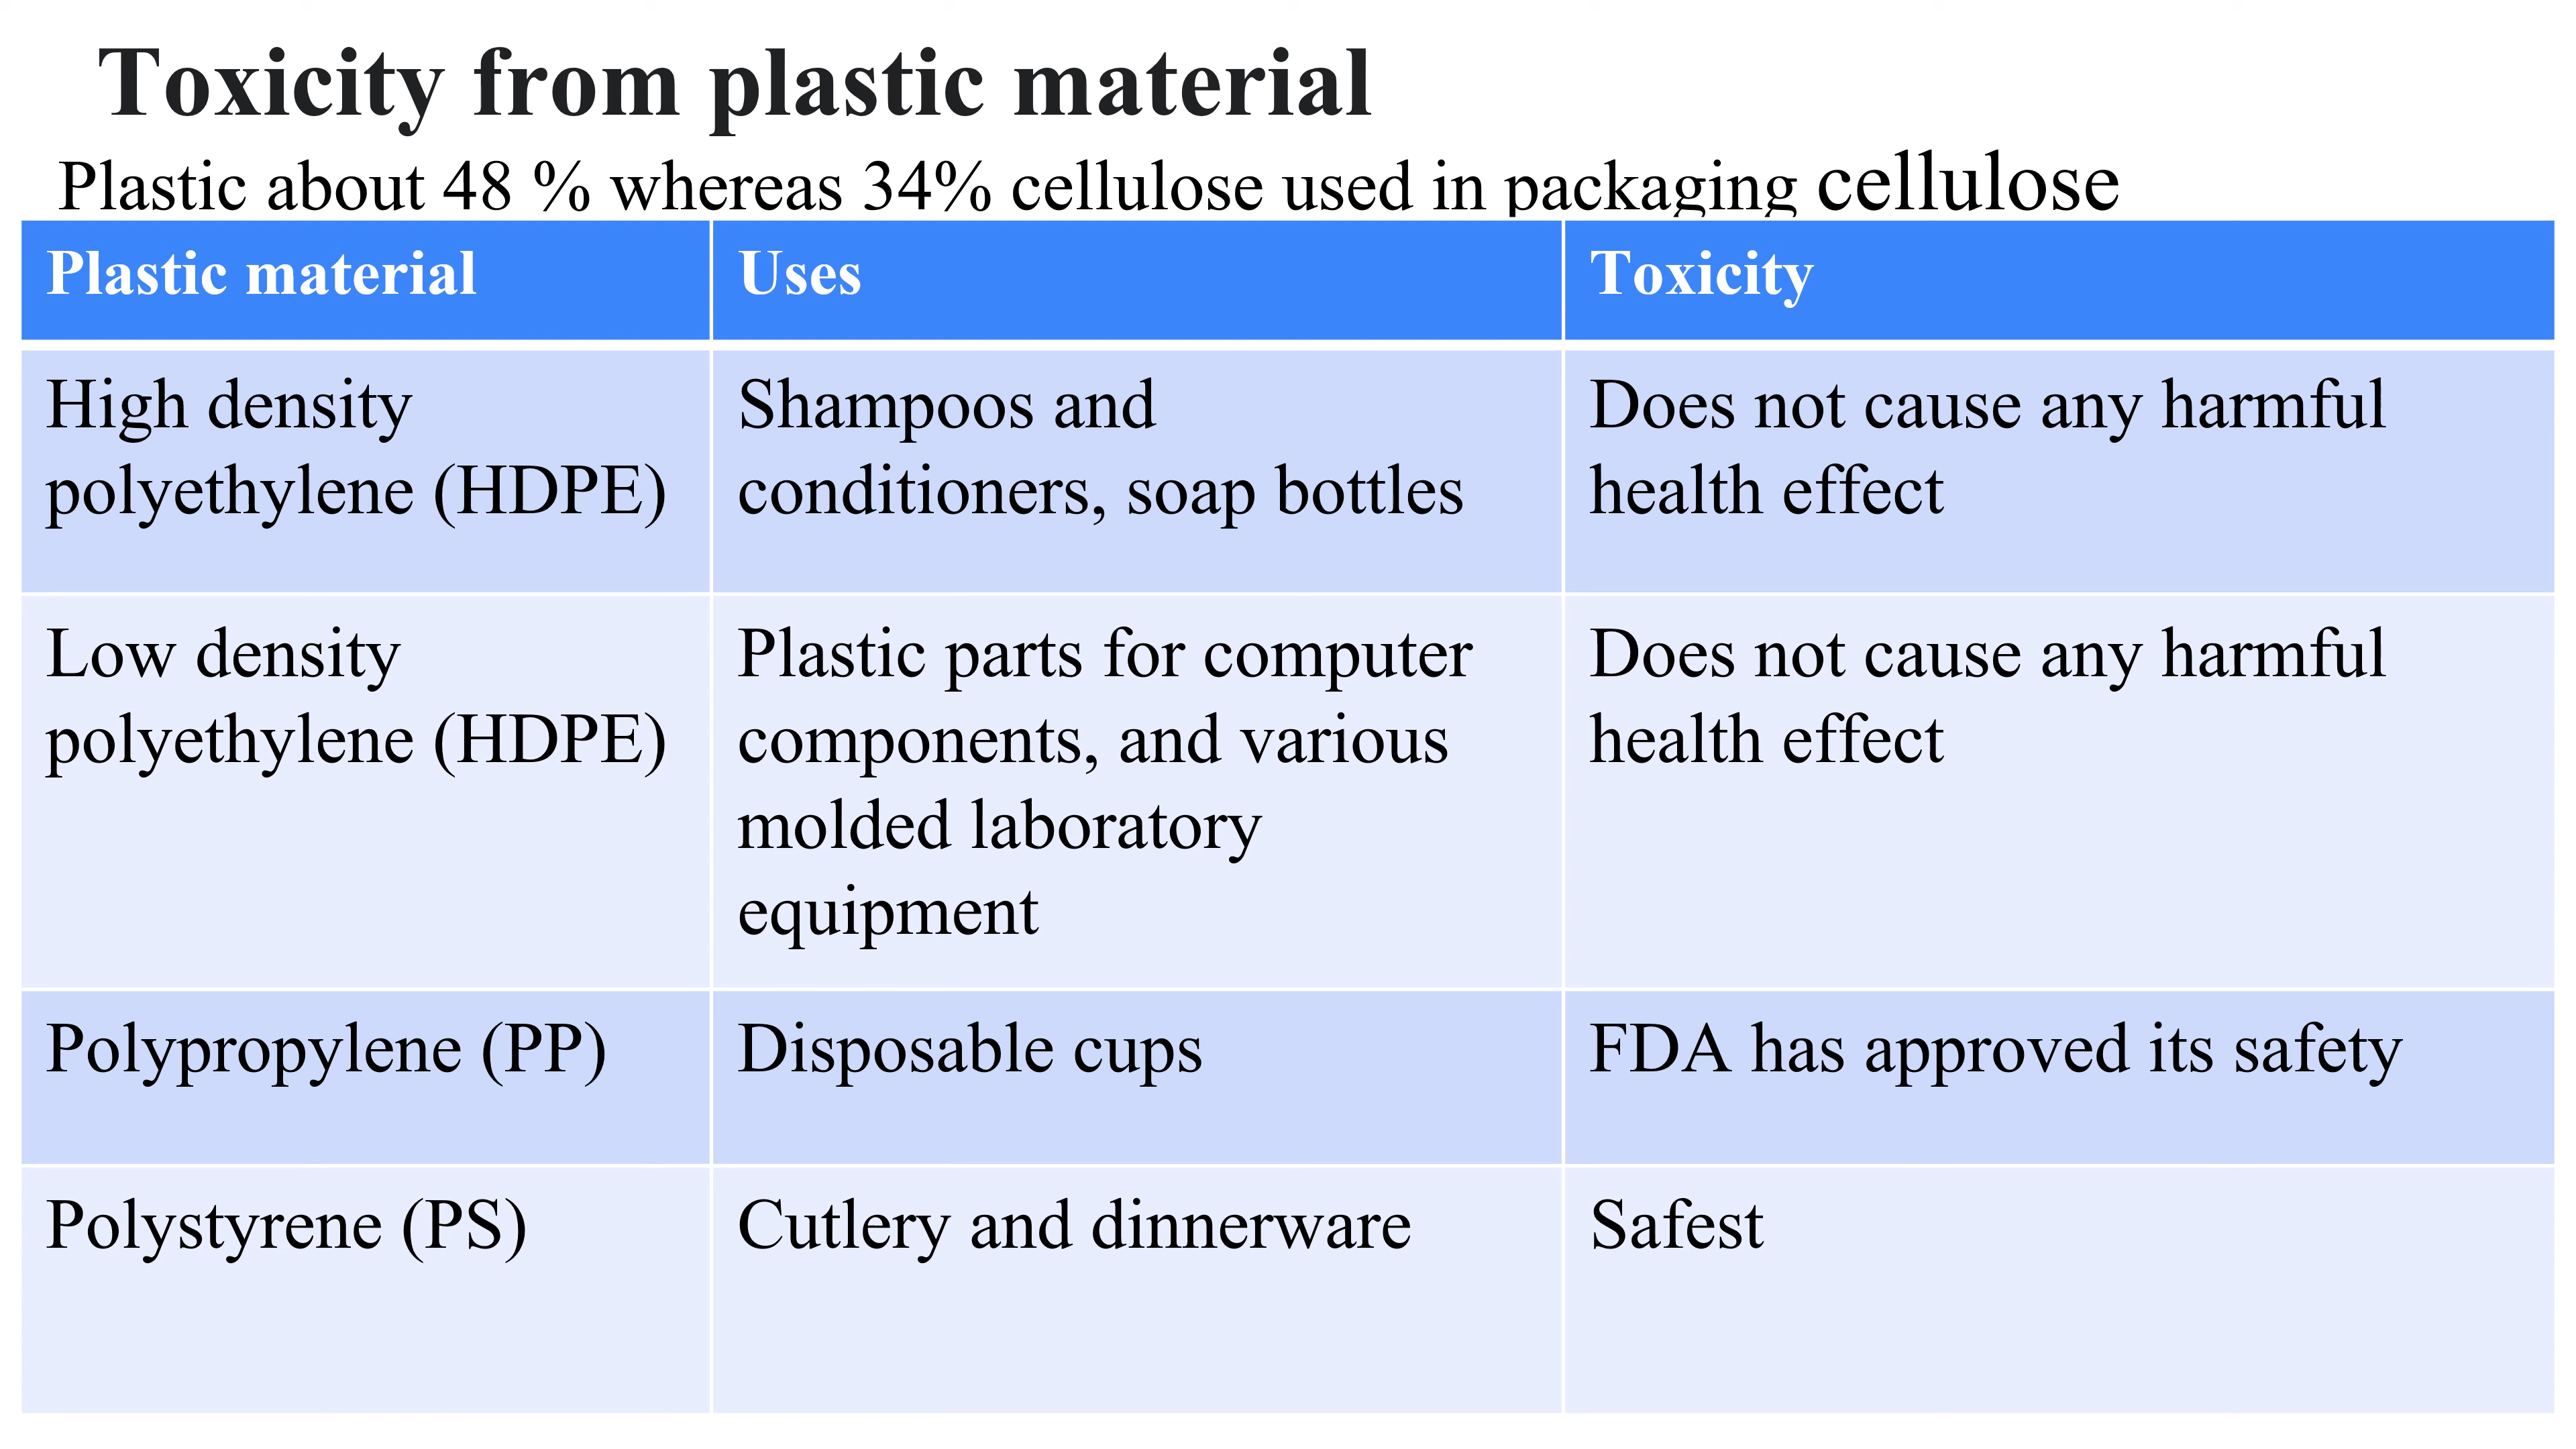 Toxicity from plastic material
Plastic about 48 % whereas 34% cellulose used in packaging cellulose
Plastic material
Uses
Toxicity
High density
polyethylene (HDPE)
Shampoos and
conditioners, soap bottles
Does not cause any harmful
health effect
Low density
polyethylene (HDPE)
Plastic parts for computer
components, and various
molded laboratory
equipment
Does not cause any harmful
health effect
Polypropylene (PP)
Disposable cups
FDA has approved its safety
Polystyrene (PS)
Cutlery and dinnerware
Safest